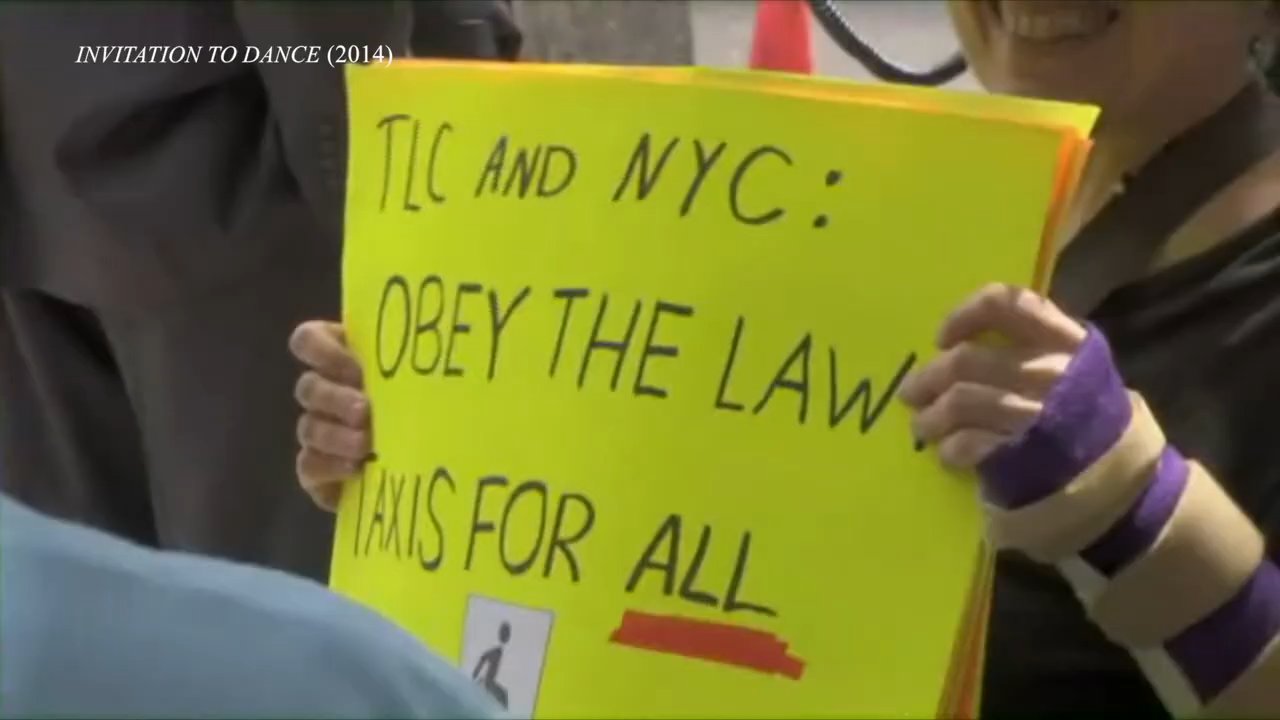 INVITATION TO DANCE (2014)
TLC AND NYC:
OBEY THE LAW.
TAXIS FOR ALL